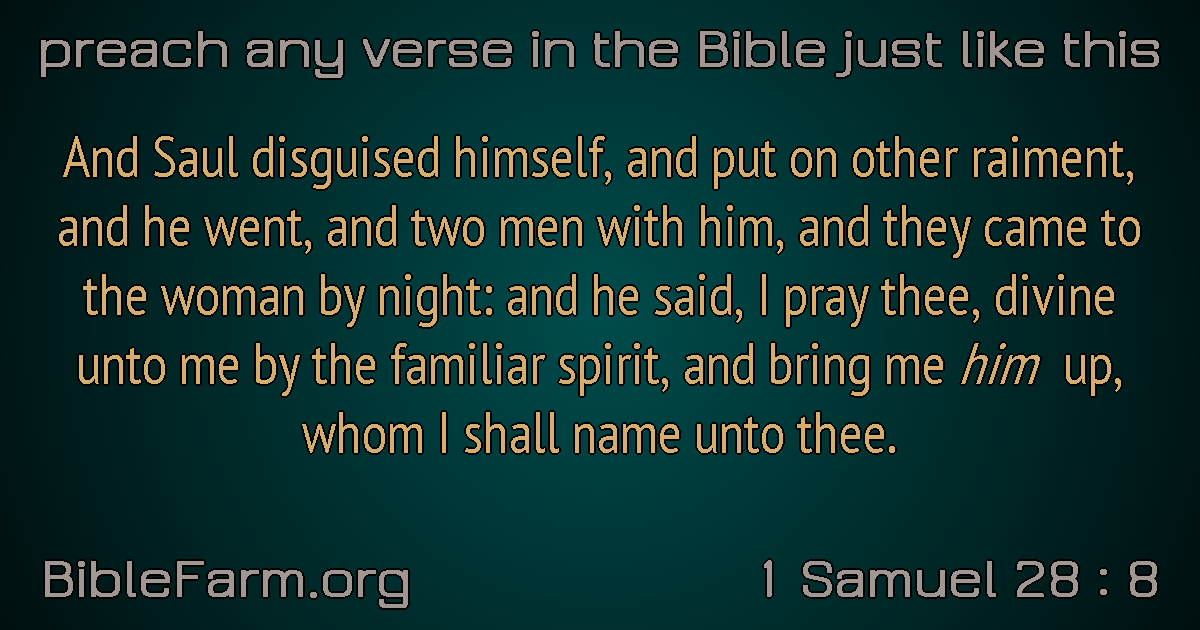 preach any verse in the Bible just like this
And Saul disguised himself, and put on other raiment,
and he went, and two men with him, and they came to
the woman by night: and he said, I pray thee, divine
unto me by the familiar spirit, and bring me him up,
whom I shall name unto thee.
BibleFarm.org
1 Samuel 28 : 8